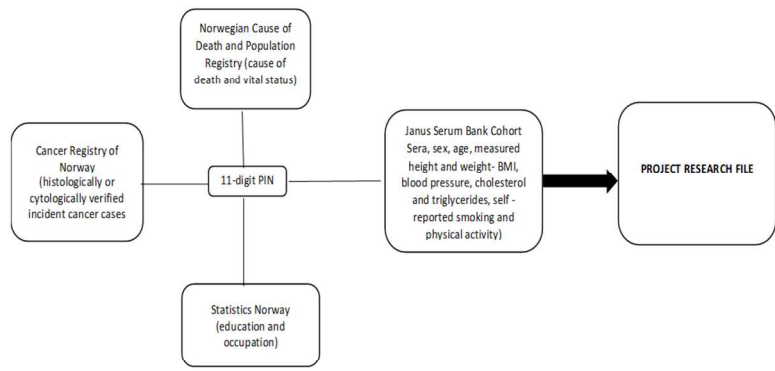 Norwegian Cause of
Death and Population
Registry (cause of
death and vital status)
Cancer Registry of
Norway
(histologically or
cytologically verified
incident cancer cases
11-digit PIN
Janus Serum Bank Cohort
Sera, sex, age, measured
height and weight- BMI,
blood pressure, cholesterol
and triglycerides, self -
reported smoking and
physical activity)
PROJECT RESEARCH FILE
Statistics Norway
(education and
occupation)